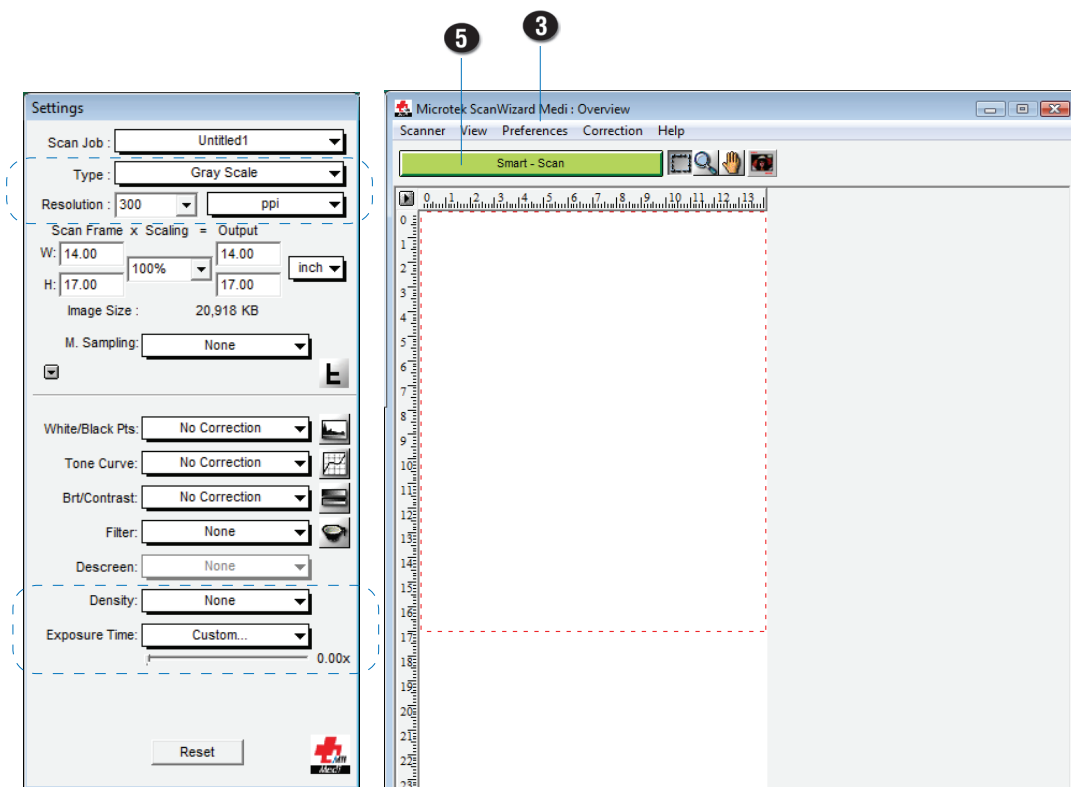 5
3
Settings
Scan Job : Untitled1
Type : Gray Scale
Resolution : 300 ppi
Scan Frame x Scaling = Output
W: 14.00 14.00
100% inch
H: 17.00 17.00
Image Size : 20,918 KB
M. Sampling: None
White/Black Pts: No Correction
Tone Curve: No Correction
Brt/Contrast: No Correction
Filter: None
Descreen: None
Density: None
Exposure Time: Custom...
0.00x
Reset
Medi
Microtek ScanWizard Medi : Overview
Scanner View Preferences Correction Help
Smart - Scan
0 1 2 3 4 5 6 7 8 9 10 11 12 13
0
1
2
3
4
5
6
7
8
9
10
11
12
13
14
15
16
17
18
19
20
21
22
23